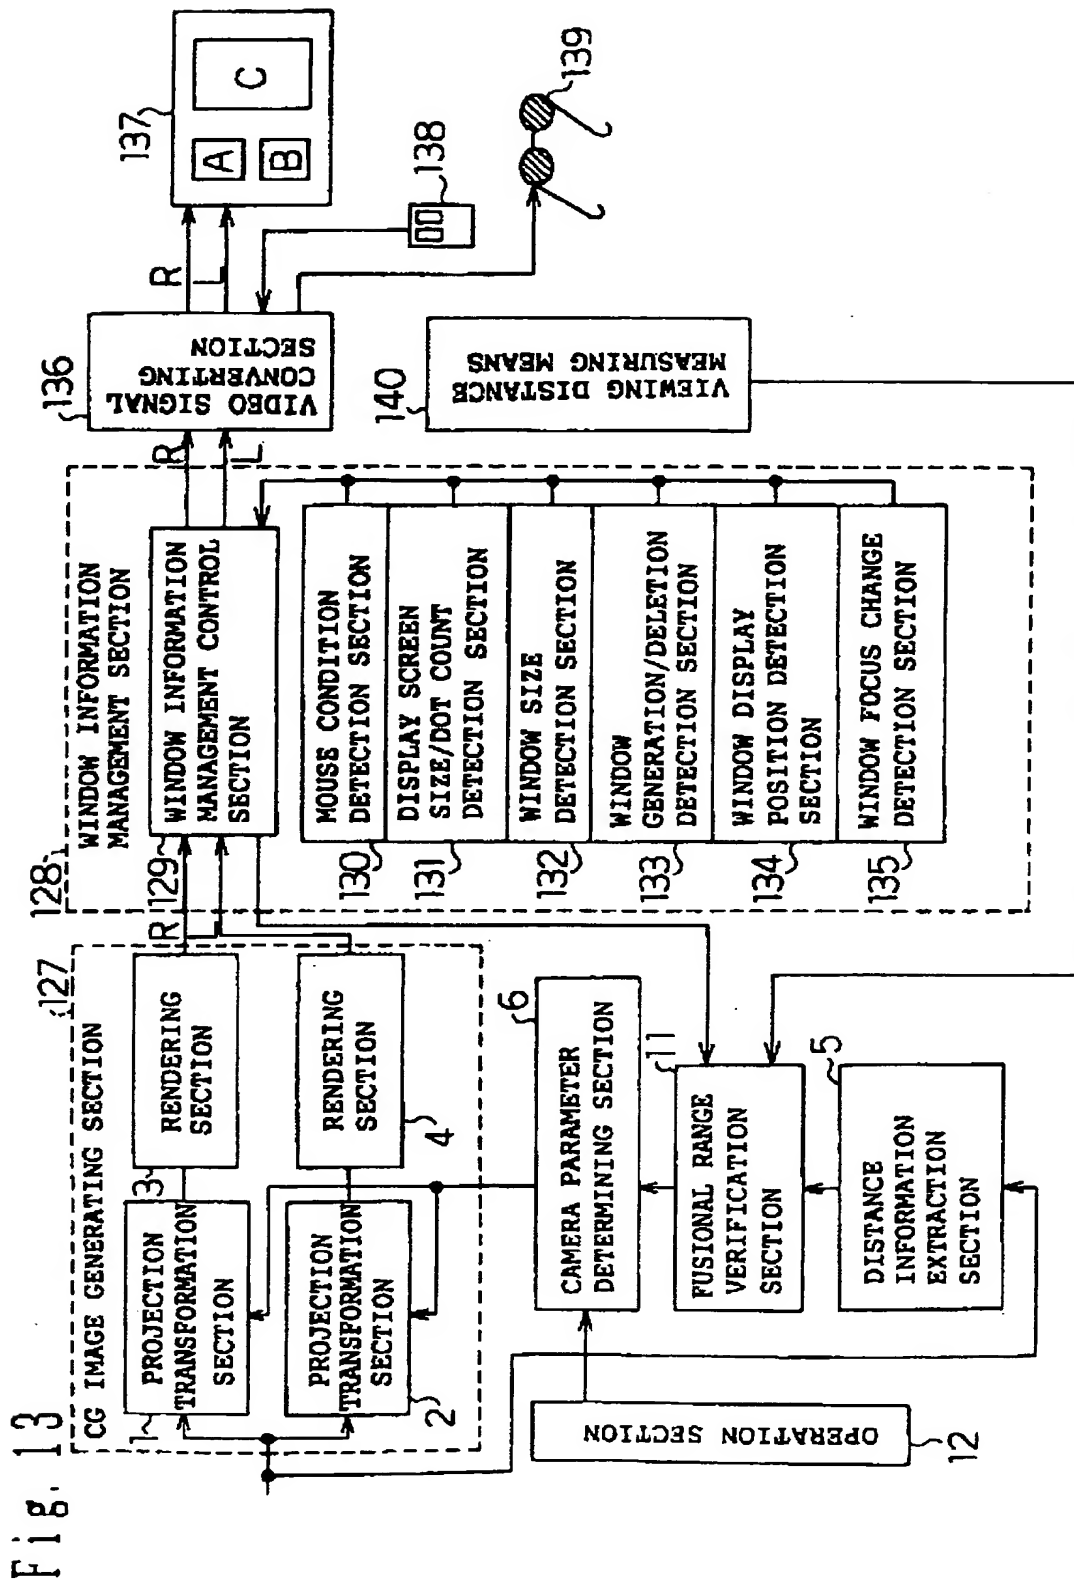 Fig. 13
CG IMAGE GENERATING SECTION
127
1
PROJECTION
TRANSFORMATION
SECTION
3
RENDERING
SECTION
2
PROJECTION
TRANSFORMATION
SECTION
4
RENDERING
SECTION
R
L
128
WINDOW INFORMATION
MANAGEMENT SECTION
129
WINDOW INFORMATION
MANAGEMENT CONTROL
SECTION
130
MOUSE CONDITION
DETECTION SECTION
131
DISPLAY SCREEN
SIZE/DOT COUNT
DETECTION SECTION
132
WINDOW SIZE
DETECTION SECTION
133
WINDOW
GENERATION/DELETION
DETECTION SECTION
134
WINDOW DISPLAY
POSITION DETECTION
SECTION
135
WINDOW FOCUS CHANGE
DETECTION SECTION
R
L
136
VIDEO SIGNAL
CONVERTING
SECTION
R
L
137
A
B
C
138
139
140
VIEWING DISTANCE
MEASURING MEANS
6
CAMERA PARAMETER
DETERMINING SECTION
11
FUSIONAL RANGE
VERIFICATION
SECTION
5
DISTANCE
INFORMATION
EXTRACTION
SECTION
OPERATION SECTION
12